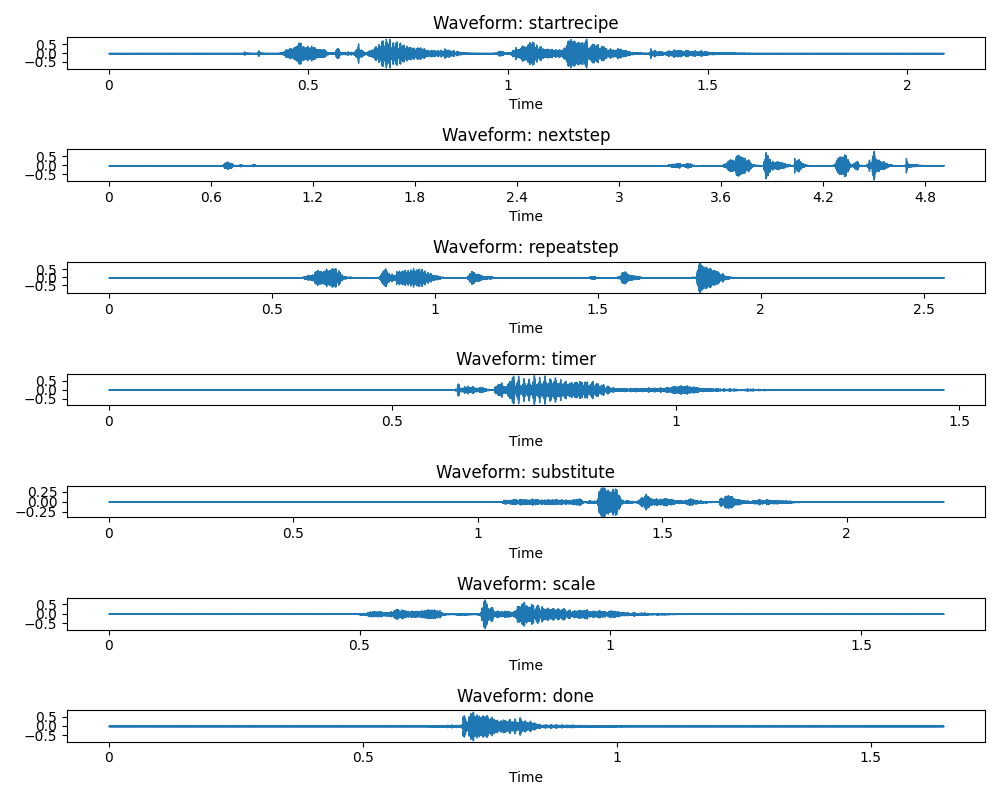 Waveform: startrecipe
0.5
0.0
−0.5
0 0.5 1 1.5 2
Time
Waveform: nextstep
0.5
0.0
−0.5
0 0.6 1.2 1.8 2.4 3 3.6 4.2 4.8
Time
Waveform: repeatstep
0.5
0.0
−0.5
0 0.5 1 1.5 2 2.5
Time
Waveform: timer
0.5
0.0
−0.5
0 0.5 1 1.5
Time
Waveform: substitute
0.25
0.00
−0.25
0 0.5 1 1.5 2
Time
Waveform: scale
0.5
0.0
−0.5
0 0.5 1 1.5
Time
Waveform: done
0.5
0.0
−0.5
0 0.5 1 1.5
Time